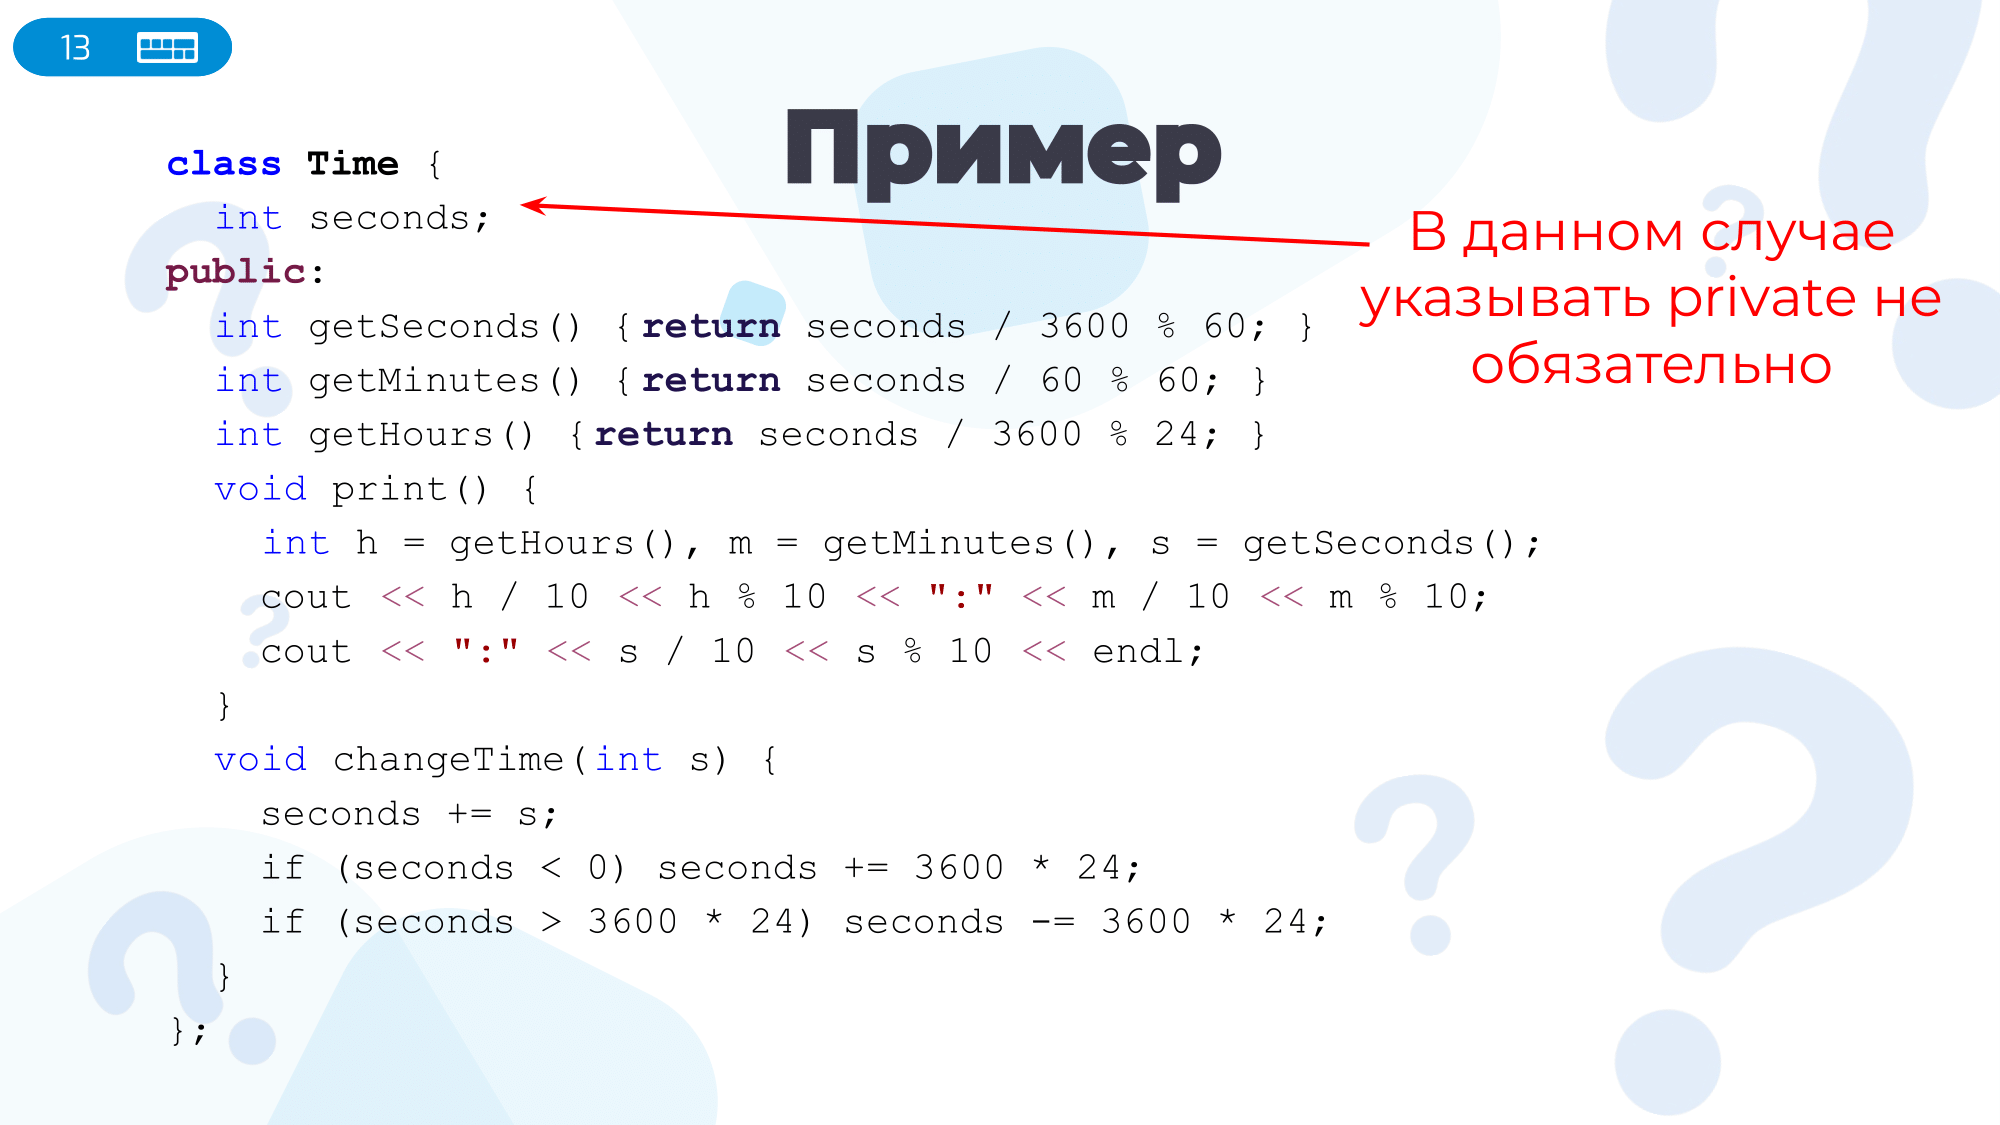 13
Пример
class Time {
int seconds;
public:
int getSeconds() { return seconds / 3600 % 60; }
int getMinutes() { return seconds / 60 % 60; }
int getHours() { return seconds / 3600 % 24; }
void print() {
int h = getHours(), m = getMinutes(), s = getSeconds();
cout << h / 10 << h % 10 << ":" << m / 10 << m % 10;
cout << ":" << s / 10 << s % 10 << endl;
}
void changeTime(int s) {
seconds += s;
if (seconds < 0) seconds += 3600 * 24;
if (seconds > 3600 * 24) seconds -= 3600 * 24;
}
};
В данном случае
указывать private не
обязательно